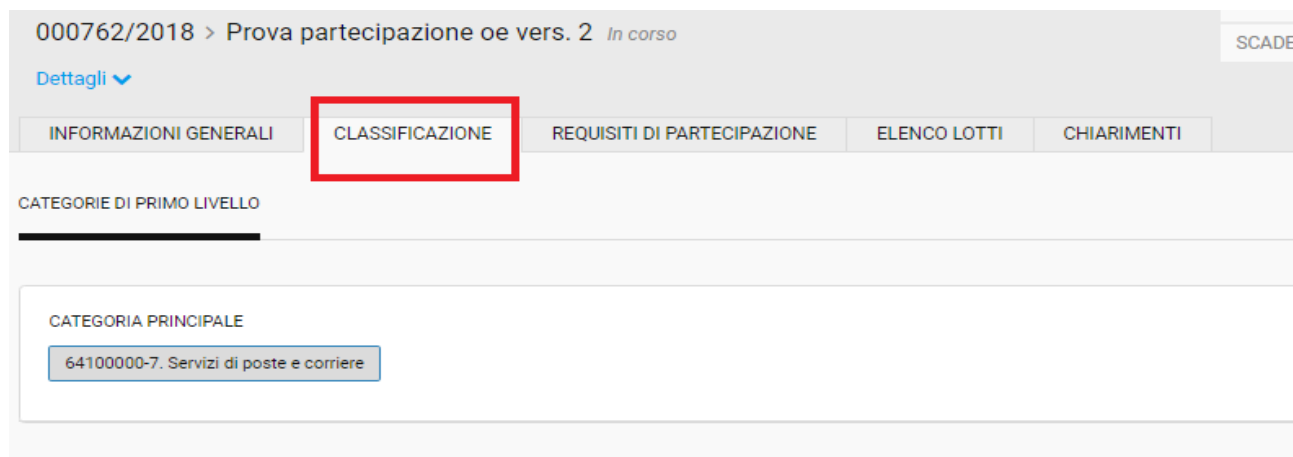 000762/2018 > Prova partecipazione oe vers. 2 In corso
SCADE
Dettagli
INFORMAZIONI GENERALI CLASSIFICAZIONE REQUISITI DI PARTECIPAZIONE ELENCO LOTTI CHIARIMENTI
CATEGORIE DI PRIMO LIVELLO
CATEGORIA PRINCIPALE
64100000-7. Servizi di poste e corriere